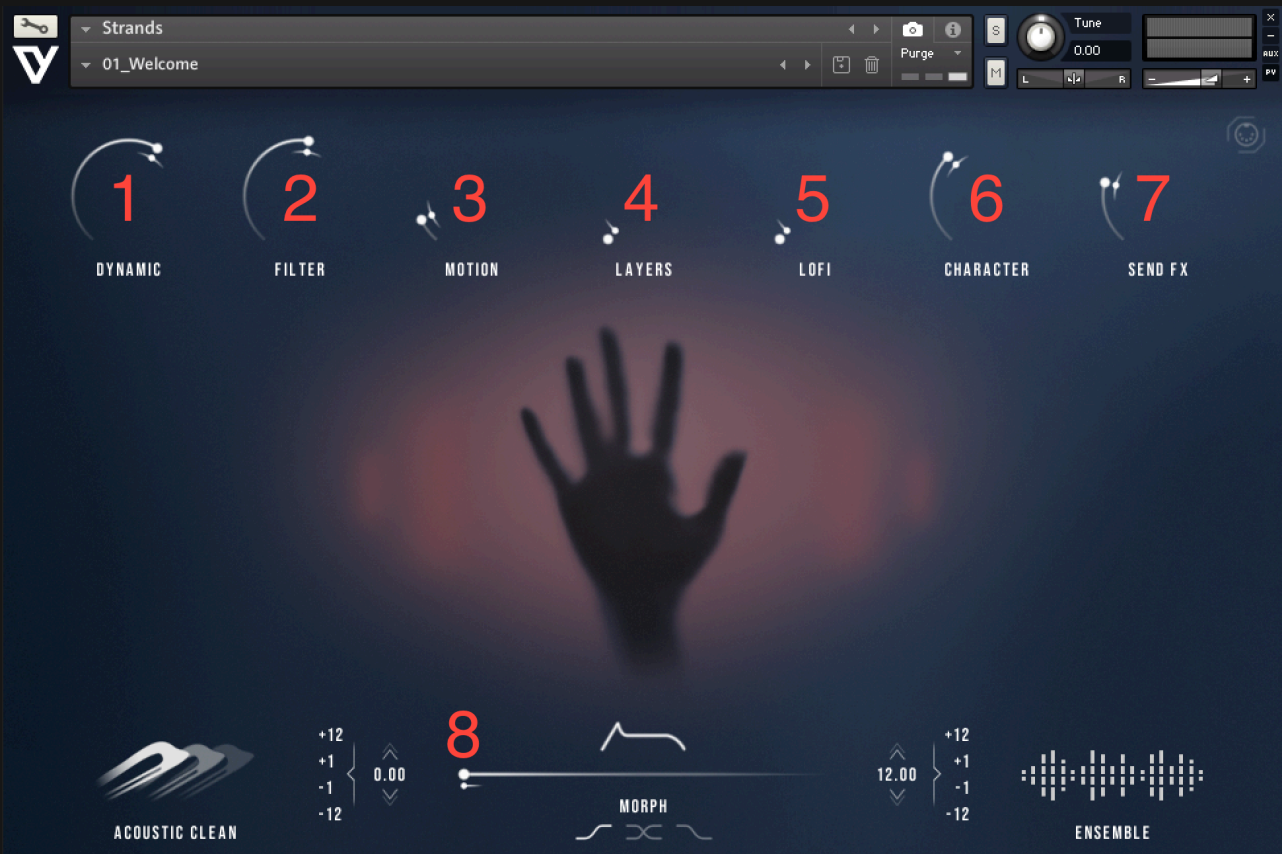 Strands
Purge
01_Welcome
S
M
Tune
0.00
L R
- +
×
-
AUX
PV
1 2 3 4 5 6 7
DYNAMIC FILTER MOTION LAYERS LOFI CHARACTER SEND FX
8
+12
+1
-1
-12
0.00
12.00
+12
+1
-1
-12
ACOUSTIC CLEAN
MORPH
ENSEMBLE